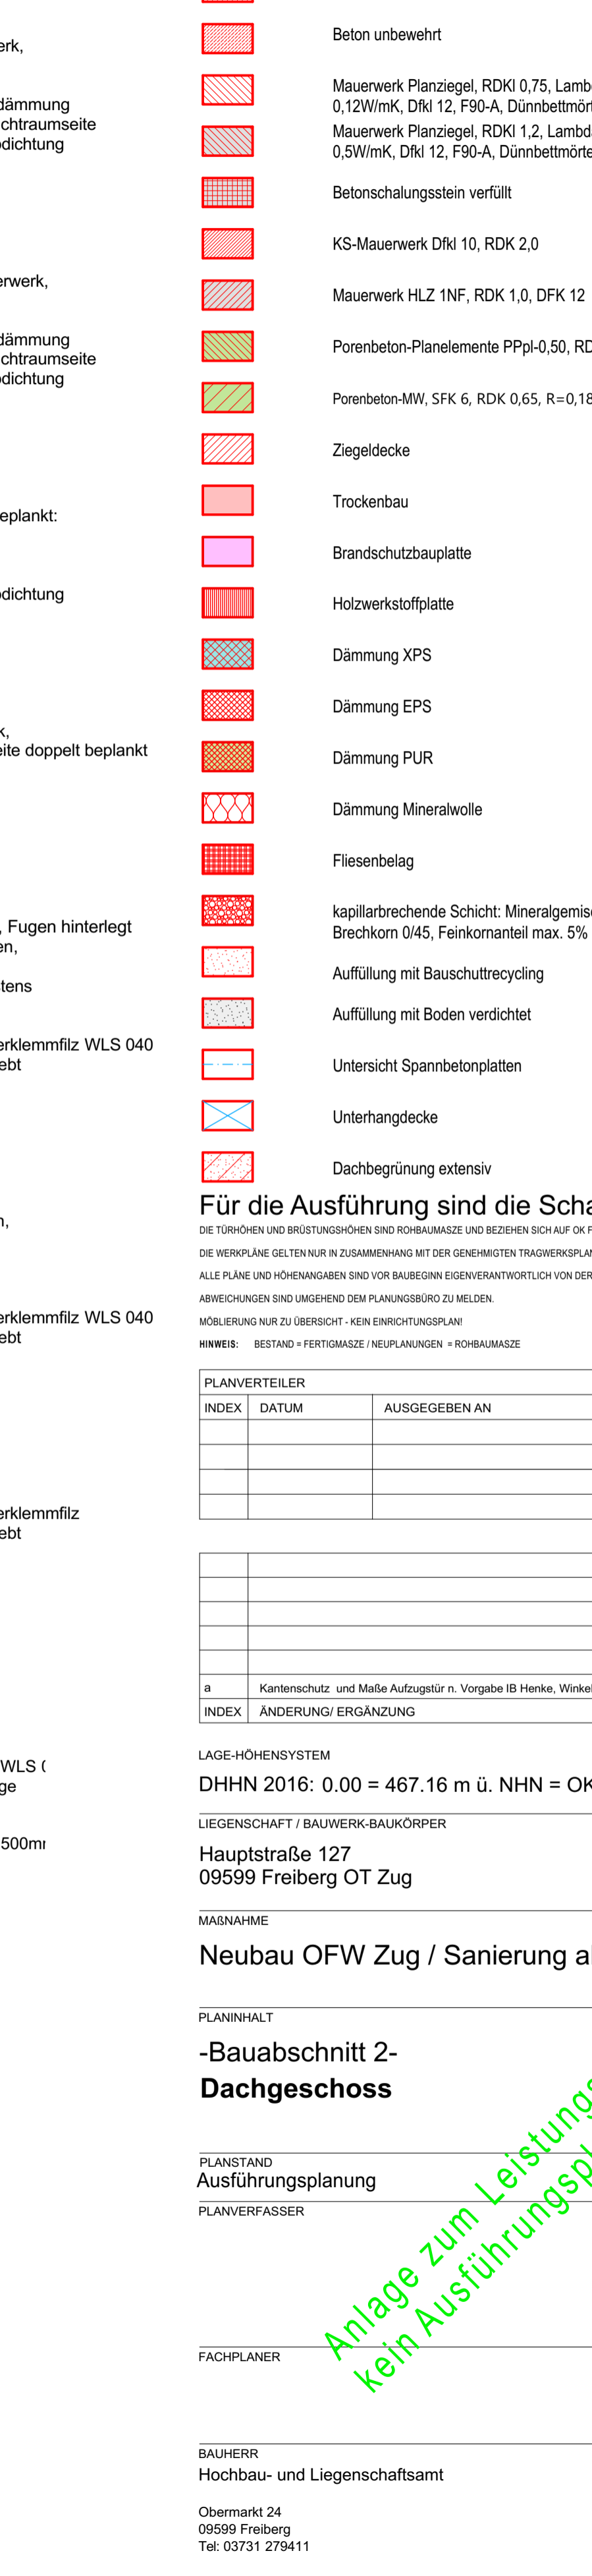 erk,
dämmung
chtraumseite
dichtung
erwerk,
dämmung
chtraumseite
dichtung
eplankt:
dichtung
k,
eite doppelt beplankt
, Fugen hinterlegt
en,
tens
erklemmfilz WLS 040
ebt
n,
erklemmfilz WLS 040
ebt
erklemmfilz
ebt
WLS 0
ge
500mm
Beton unbewehrt
Mauerwerk Planziegel, RDKl 0,75, Lamb
0,12W/mK, Dfkl 12, F90-A, Dünnbettmört
Mauerwerk Planziegel, RDKl 1,2, Lambd
0,5W/mK, Dfkl 12, F90-A, Dünnbettmörte
Betonschalungsstein verfüllt
KS-Mauerwerk Dfkl 10, RDK 2,0
Mauerwerk HLZ 1NF, RDK 1,0, DFK 12
Porenbeton-Planelemente PPpl-0,50, RD
Porenbeton-MW, SFK 6, RDK 0,65, R=0,18
Ziegeldecke
Trockenbau
Brandschutzbauplatte
Holzwerkstoffplatte
Dämmung XPS
Dämmung EPS
Dämmung PUR
Dämmung Mineralwolle
Fliesenbelag
kapillarbrechende Schicht: Mineralgemisc
Brechkorn 0/45, Feinkornanteil max. 5%
Auffüllung mit Bauschuttrecycling
Auffüllung mit Boden verdichtet
Untersicht Spannbetonplatten
Unterhangdecke
Dachbegrünung extensiv
Für die Ausführung sind die Scha
DIE TÜRHÖHEN UND BRÜSTUNGSHÖHEN SIND ROHBAUMASZE UND BEZIEHEN SICH AUF OK F
DIE WERKPLÄNE GELTEN NUR IN ZUSAMMENHANG MIT DER GENEHMIGTEN TRAGWERKSPLAN
ALLE PLÄNE UND HÖHENANGABEN SIND VOR BAUBEGINN EIGENVERANTWORTLICH VON DER
ABWEICHUNGEN SIND UMGEHEND DEM PLANUNGSBÜRO ZU MELDEN.
MÖBLIERUNG NUR ZU ÜBERSICHT - KEIN EINRICHTUNGSPLAN!
HINWEIS: BESTAND = FERTIGMASZE / NEUPLANUNGEN = ROHBAUMASZE
PLANVERTEILER
INDEX DATUM AUSGEGEBEN AN
a Kantenschutz und Maße Aufzugstür n. Vorgabe IB Henke, Winkel
INDEX ÄNDERUNG/ ERGÄNZUNG
LAGE-HÖHENSYSTEM
DHHN 2016: 0.00 = 467.16 m ü. NHN = OK
LIEGENSCHAFT / BAUWERK-BAUKÖRPER
Hauptstraße 127
09599 Freiberg OT Zug
MAßNAHME
Neubau OFW Zug / Sanierung al
PLANINHALT
-Bauabschnitt 2-
Dachgeschoss
PLANSTAND
Ausführungsplanung
PLANVERFASSER
Anlage zum Leistungs
kein Ausführungspl
FACHPLANER
BAUHERR
Hochbau- und Liegenschaftsamt
Obermarkt 24
09599 Freiberg
Tel: 03731 279411